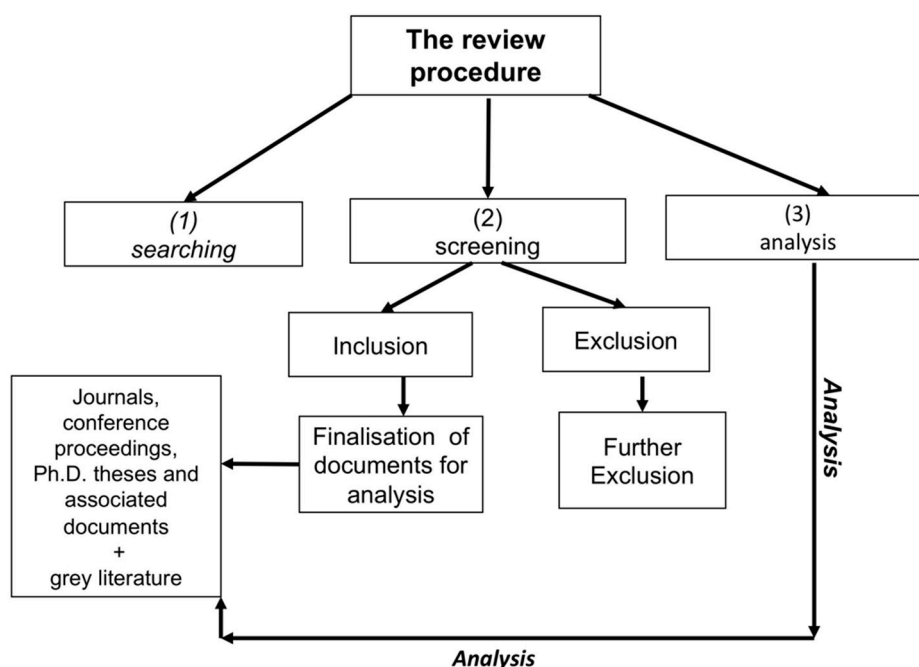 The review
procedure
(1)
searching
(2)
screening
(3)
analysis
Inclusion
Exclusion
Journals,
conference
proceedings,
Ph.D. theses and
associated
documents
+
grey literature
Finalisation of
documents for
analysis
Further
Exclusion
Analysis
Analysis